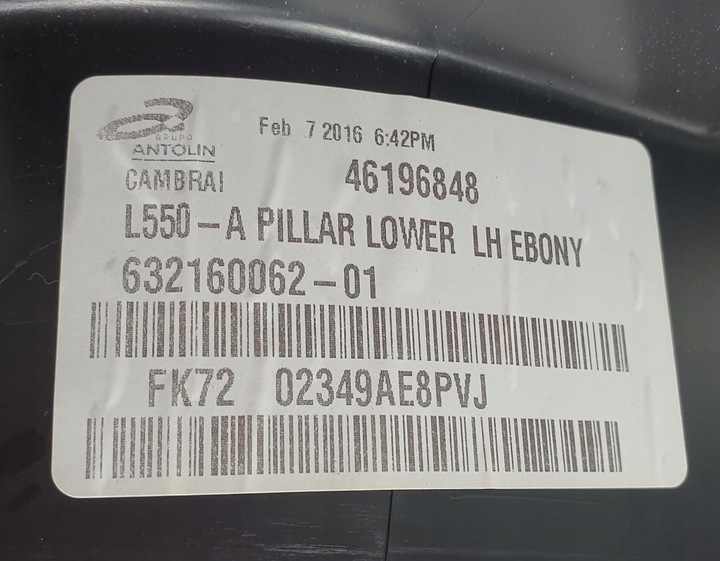 GRUPO
ANTOLIN
Feb 7 2016 6:42PM
CAMBRAI
46196848
L550-A PILLAR LOWER LH EBONY
632160062-01
FK72 02349AE8PVJ